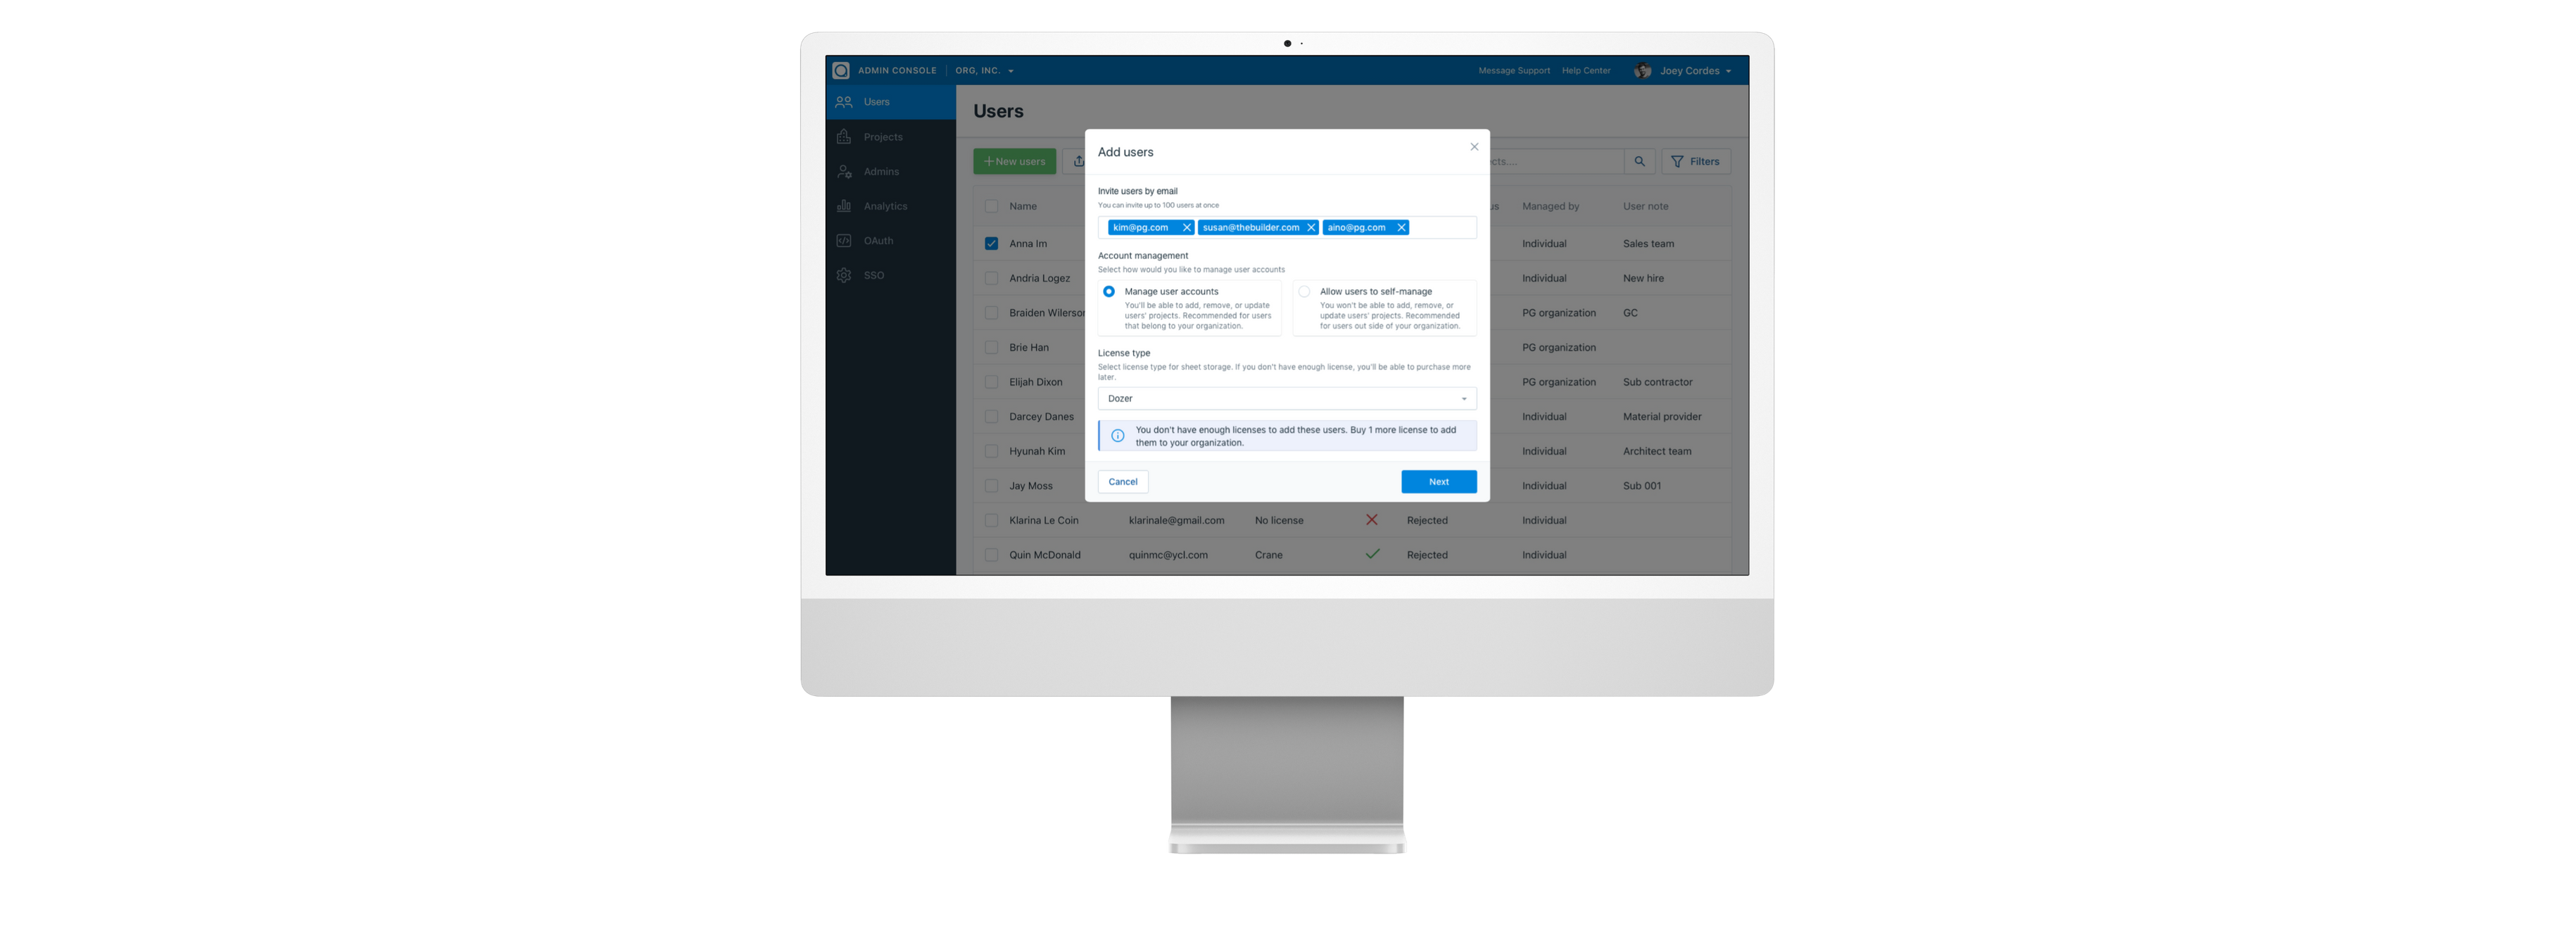 ADMIN CONSOLE ORG, INC. Message Support Help Center Joey Cordes
Users
Projects
Admins
Analytics
OAuth
SSO
Users
+ New users
Filters
Name Managed by User note
Anna Im Individual Sales team
Andria Logez Individual New hire
Braiden Wilerson PG organization GC
Brie Han PG organization
Elijah Dixon PG organization Sub contractor
Darcey Danes Individual Material provider
Hyunah Kim Individual Architect team
Jay Moss Individual Sub 001
Klarina Le Coin klarinale@gmail.com No license Rejected Individual
Quin McDonald quinmc@ycl.com Crane Rejected Individual
Add users
Invite users by email
You can invite up to 100 users at once
kim@pg.com susan@thebuilder.com aino@pg.com
Account management
Select how would you like to manage user accounts
Manage user accounts
You'll be able to add, remove, or update
users' projects. Recommended for users
that belong to your organization.
Allow users to self-manage
You won't be able to add, remove, or
update users' projects. Recommended
for users out side of your organization.
License type
Select license type for sheet storage. If you don't have enough license, you'll be able to purchase more
later.
Dozer
You don't have enough licenses to add these users. Buy 1 more license to add
them to your organization.
Cancel Next